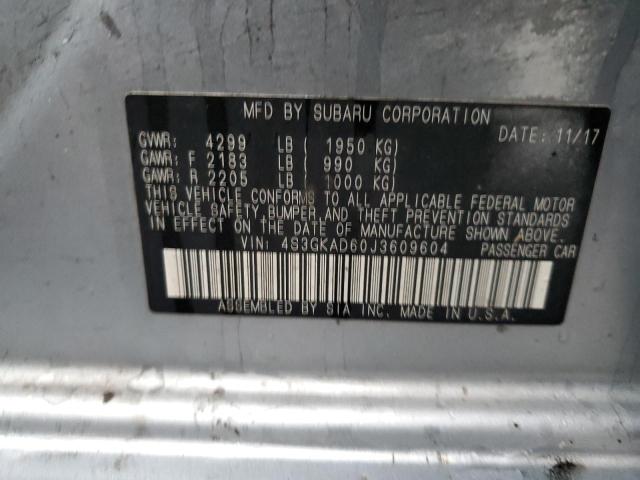 MFD BY SUBARU CORPORATION
DATE: 11/17
GVWR: 4299 LB ( 1950 KG)
GAWR: F 2183 LB ( 990 KG)
GAWR: R 2205 LB ( 1000 KG)
THIS VEHICLE CONFORMS TO ALL APPLICABLE FEDERAL MOTOR
VEHICLE SAFETY, BUMPER, AND THEFT PREVENTION STANDARDS
IN EFFECT ON THE DATE OF MANUFACTURE SHOWN ABOVE.
VIN: 4S3GKAD60J3609604 PASSENGER CAR
ASSEMBLED BY SIA INC. MADE IN U.S.A.